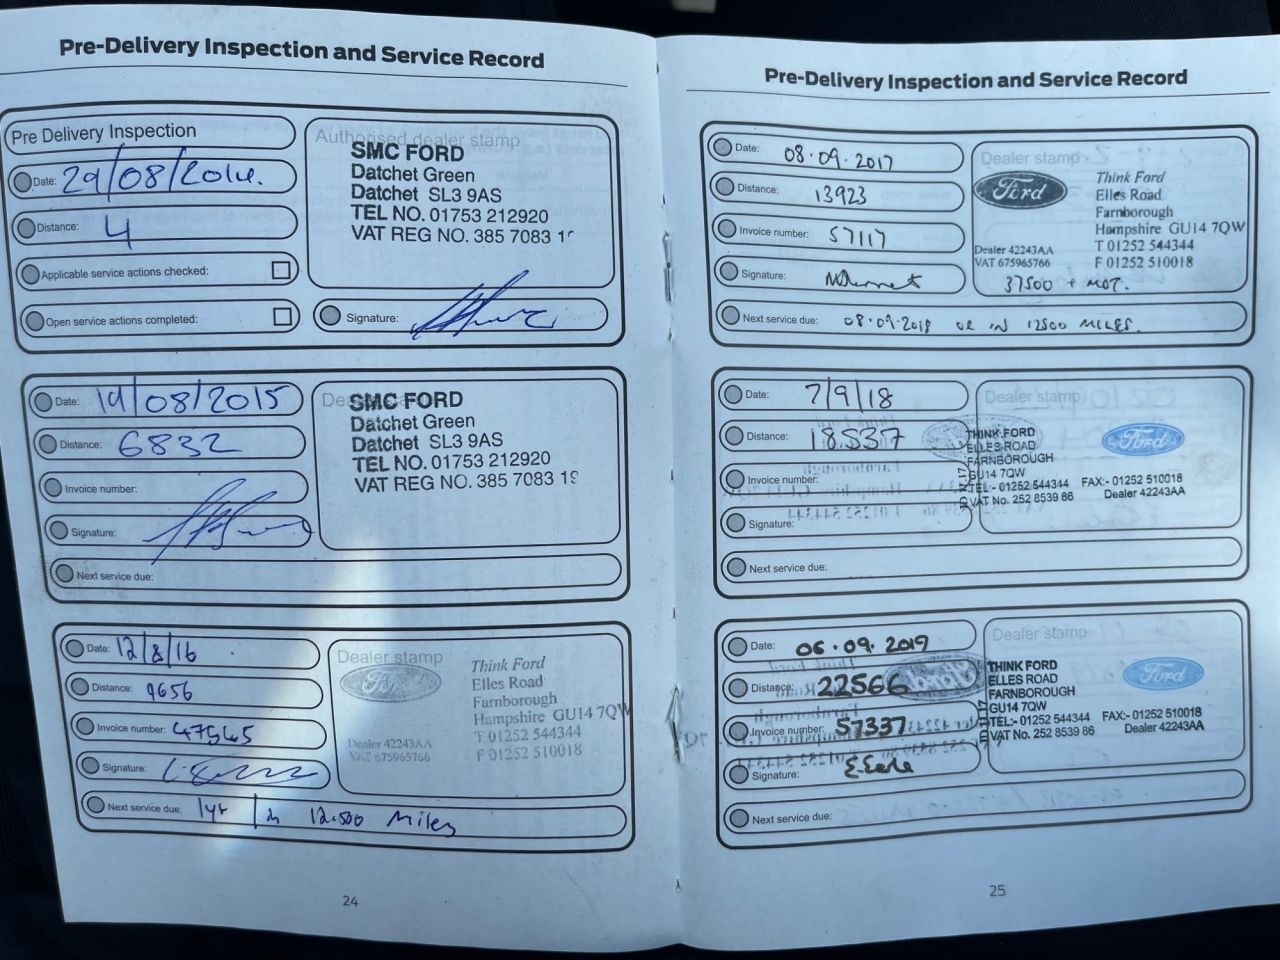 Pre-Delivery Inspection and Service Record
Pre Delivery Inspection
Date: 29/08/2014.
Distance: 4
Applicable service actions checked:
Open service actions completed:
Authorised dealer stamp
SMC FORD
Datchet Green
Datchet SL3 9AS
TEL NO. 01753 212920
VAT REG NO. 385 7083
Signature:
Date: 19/08/2015
Distance: 6832
Invoice number:
Signature:
Next service due:
SMC FORD
Datchet Green
Datchet SL3 9AS
TEL NO. 01753 212920
VAT REG NO. 385 7083 19
Date: 12/8/16
Distance: 9656
Invoice number: 47545
Signature:
Next service due: 1yr / in 12.500 Miles
Dealer stamp
Ford
Think Ford
Elles Road
Farnborough
Hampshire GU14 7QW
T 01252 544344
F 01252 510018
Dealer 42243AA
VAT 675965766
24
Pre-Delivery Inspection and Service Record
Date: 08.09.2017
Distance: 13923
Invoice number: 57117
Signature:
Next service due: 08.09.2018 OR IN 12500 MILES.
Dealer stamp
Ford
Think Ford
Elles Road
Farnborough
Hampshire GU14 7QW
T 01252 544344
F 01252 510018
Dealer 42243AA
VAT 675965766
37500 + MOT.
Date: 7/9/18
Distance: 18537
Invoice number:
Signature:
Next service due:
Dealer stamp
THINK FORD
ELLES ROAD
FARNBOROUGH
GU14 7QW
TEL:- 01252 544344 FAX:- 01252 510018
VAT No. 252 8539 86 Dealer 42243AA
Ford
Date: 06.09.2019
Distance: 22566
Invoice number: 57337
Signature: E.Earle
Next service due:
Dealer stamp
THINK FORD
ELLES ROAD
FARNBOROUGH
GU14 7QW
TEL:- 01252 544344 FAX:- 01252 510018
VAT No. 252 8539 86 Dealer 42243AA
Ford
25